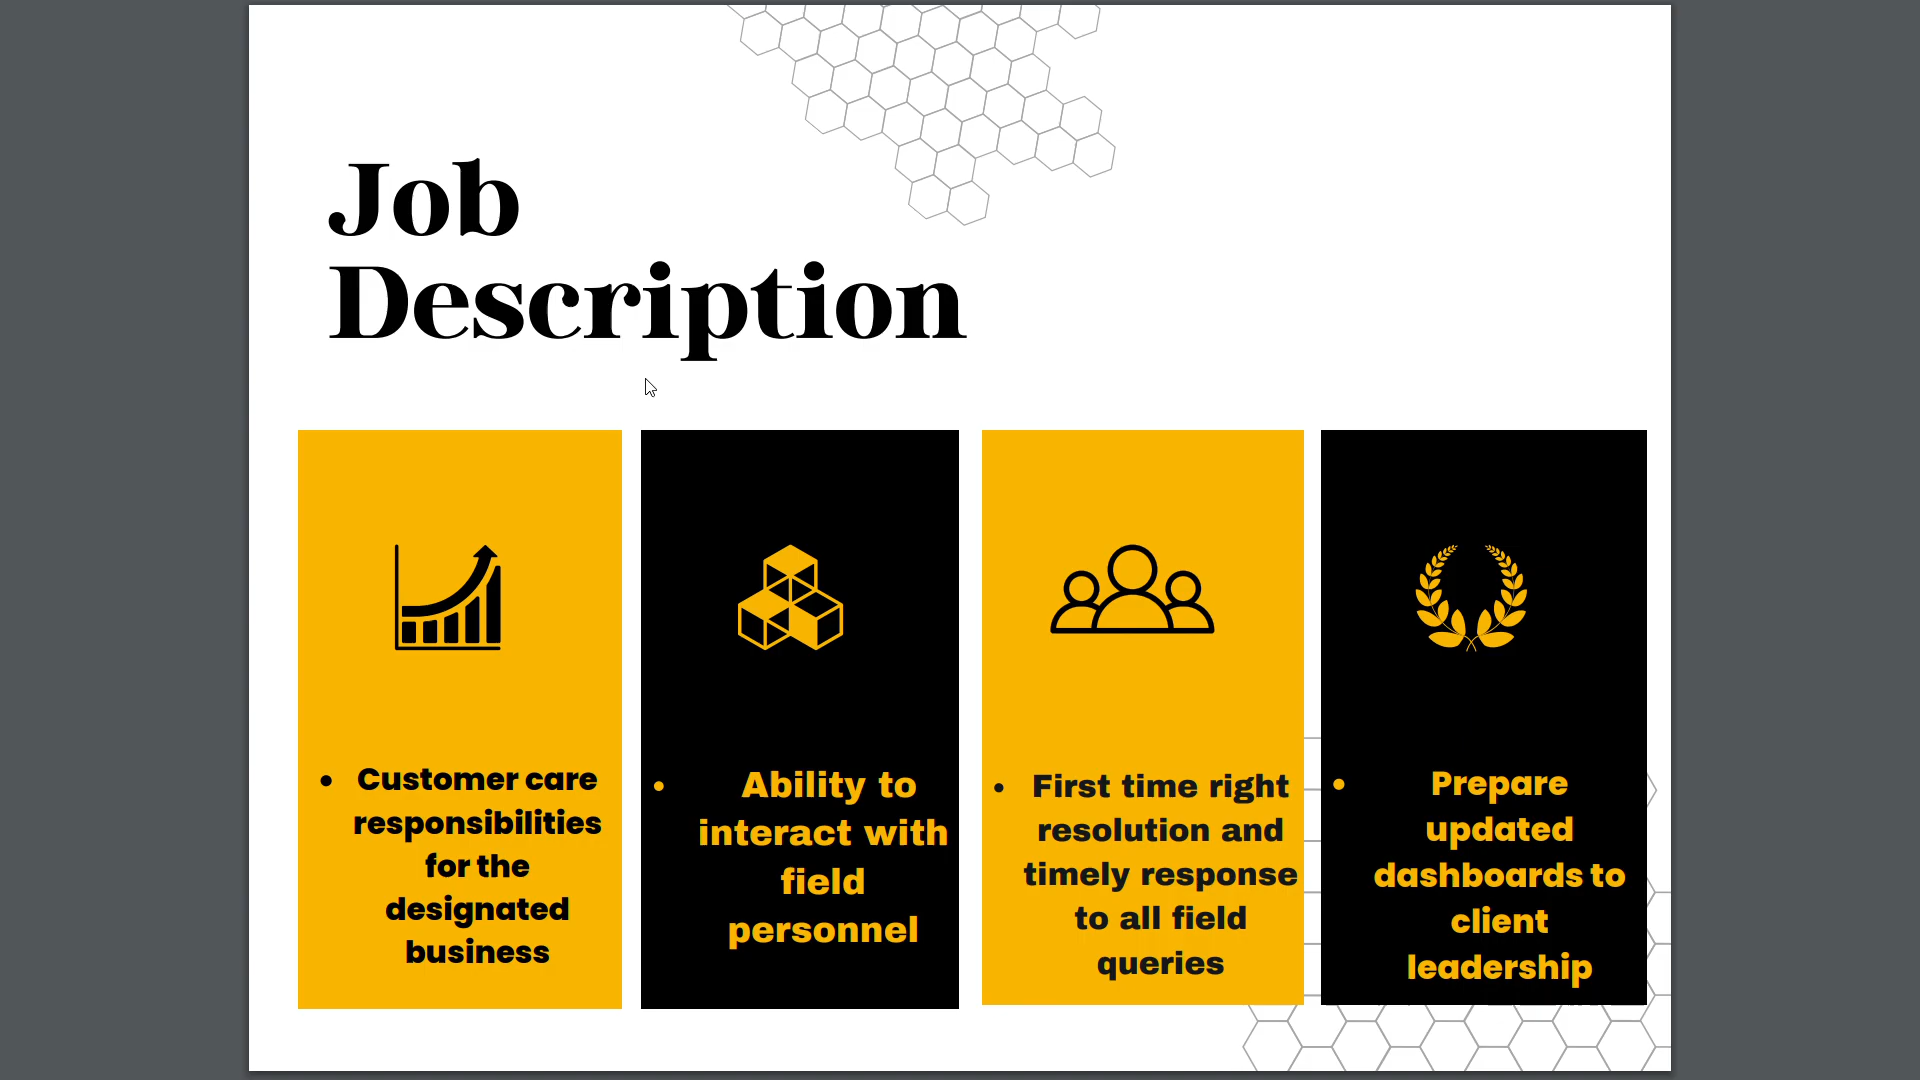 Job
Description
• Customer care
responsibilities
for the
designated
business
• Ability to
interact with
field
personnel
• First time right
resolution and
timely response
to all field
queries
• Prepare
updated
dashboards to
client
leadership